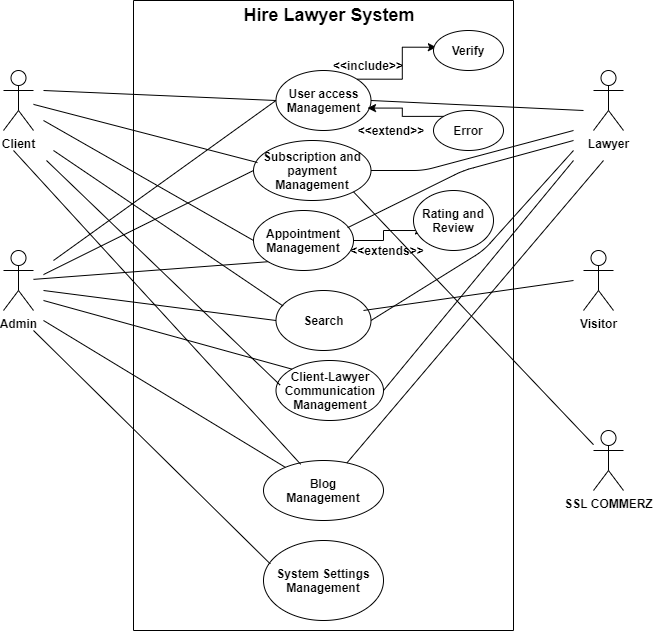 Hire Lawyer System
Verify
<<include>>
User access
Management
<<extend>>
Error
Client
Lawyer
Subscription and
payment
Management
Rating and
Review
Appointment
Management
<<extends>>
Admin
Search
Visitor
Client-Lawyer
Communication
Management
Blog
Management
SSL COMMERZ
System Settings
Management